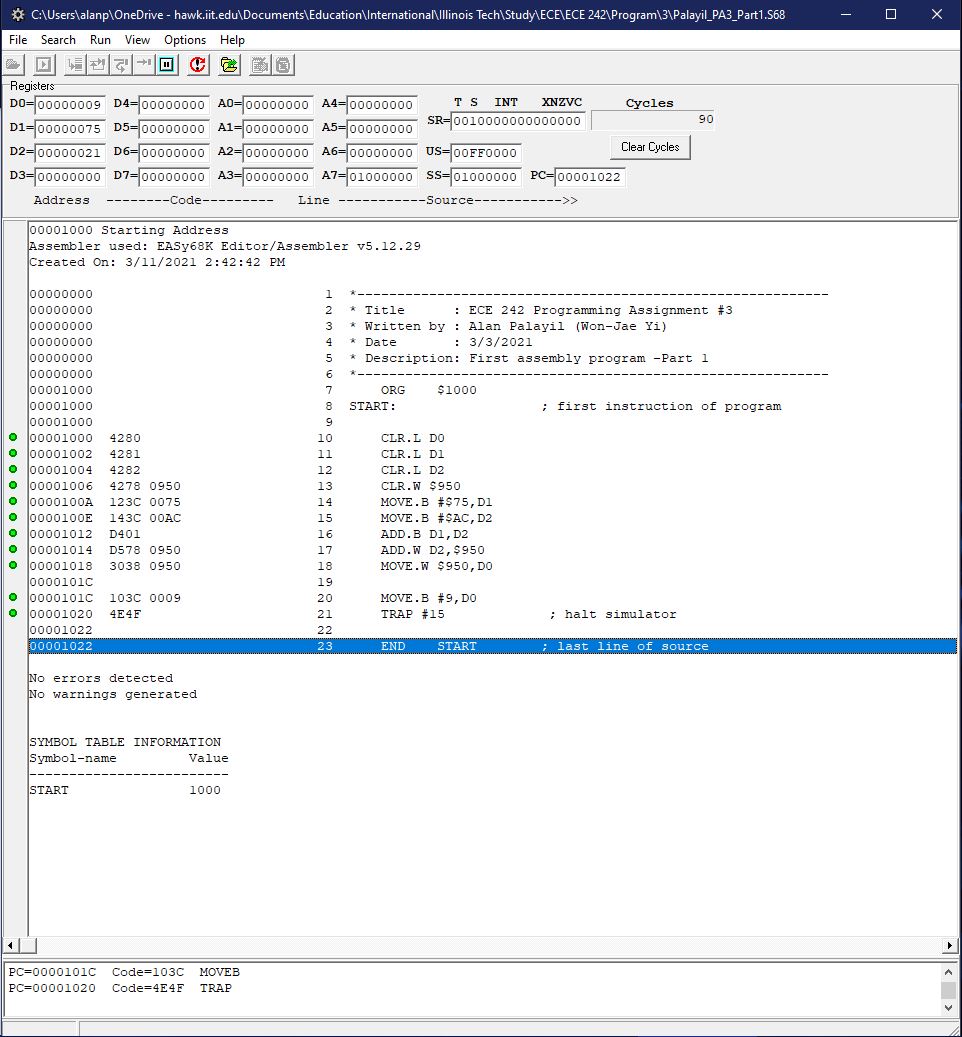 C:\Users\alanp\OneDrive - hawk.iit.edu\Documents\Education\International\Illinois Tech\Study\ECE\ECE 242\Program\3\Palayil_PA3_Part1.S68
File Search Run View Options Help
Registers
T S INT XNZVC Cycles
D0=00000009 D4=00000000 A0=00000000 A4=00000000
SR=0010000000000000 90
D1=00000075 D5=00000000 A1=00000000 A5=00000000
D2=00000021 D6=00000000 A2=00000000 A6=00000000 US=00FF0000 Clear Cycles
D3=00000000 D7=00000000 A3=00000000 A7=01000000 SS=01000000 PC=00001022
Address --------Code--------- Line -----------Source----------->>
00001000 Starting Address
Assembler used: EASy68K Editor/Assembler v5.12.29
Created On: 3/11/2021 2:42:42 PM
00000000 1 *-----------------------------------------------------------
00000000 2 * Title : ECE 242 Programming Assignment #3
00000000 3 * Written by : Alan Palayil (Won-Jae Yi)
00000000 4 * Date : 3/3/2021
00000000 5 * Description: First assembly program -Part 1
00000000 6 *-----------------------------------------------------------
00001000 7 ORG $1000
00001000 8 START: ; first instruction of program
00001000 9
00001000 4280 10 CLR.L D0
00001002 4281 11 CLR.L D1
00001004 4282 12 CLR.L D2
00001006 4278 0950 13 CLR.W $950
0000100A 123C 0075 14 MOVE.B #$75,D1
0000100E 143C 00AC 15 MOVE.B #$AC,D2
00001012 D401 16 ADD.B D1,D2
00001014 D578 0950 17 ADD.W D2,$950
00001018 3038 0950 18 MOVE.W $950,D0
0000101C 19
0000101C 103C 0009 20 MOVE.B #9,D0
00001020 4E4F 21 TRAP #15 ; halt simulator
00001022 22
00001022 23 END START ; last line of source
No errors detected
No warnings generated
SYMBOL TABLE INFORMATION
Symbol-name Value
-------------------------
START 1000
PC=0000101C Code=103C MOVEB
PC=00001020 Code=4E4F TRAP